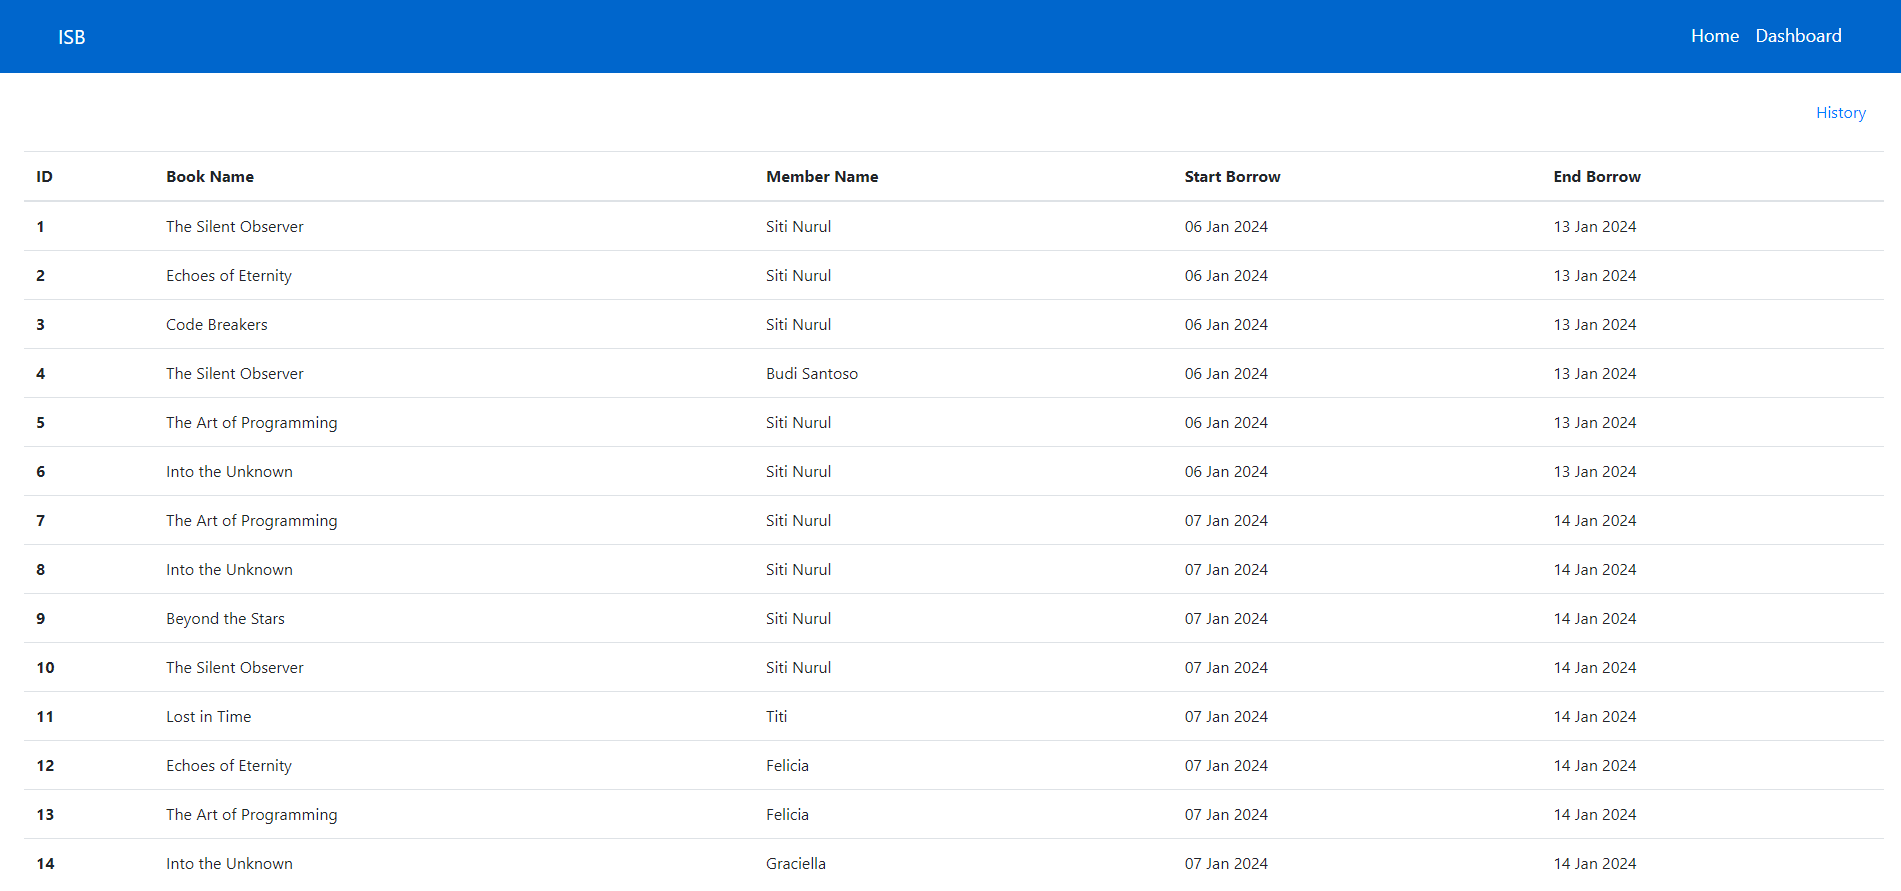 ISB Home Dashboard
History
ID Book Name Member Name Start Borrow End Borrow
1 The Silent Observer Siti Nurul 06 Jan 2024 13 Jan 2024
2 Echoes of Eternity Siti Nurul 06 Jan 2024 13 Jan 2024
3 Code Breakers Siti Nurul 06 Jan 2024 13 Jan 2024
4 The Silent Observer Budi Santoso 06 Jan 2024 13 Jan 2024
5 The Art of Programming Siti Nurul 06 Jan 2024 13 Jan 2024
6 Into the Unknown Siti Nurul 06 Jan 2024 13 Jan 2024
7 The Art of Programming Siti Nurul 07 Jan 2024 14 Jan 2024
8 Into the Unknown Siti Nurul 07 Jan 2024 14 Jan 2024
9 Beyond the Stars Siti Nurul 07 Jan 2024 14 Jan 2024
10 The Silent Observer Siti Nurul 07 Jan 2024 14 Jan 2024
11 Lost in Time Titi 07 Jan 2024 14 Jan 2024
12 Echoes of Eternity Felicia 07 Jan 2024 14 Jan 2024
13 The Art of Programming Felicia 07 Jan 2024 14 Jan 2024
14 Into the Unknown Graciella 07 Jan 2024 14 Jan 2024